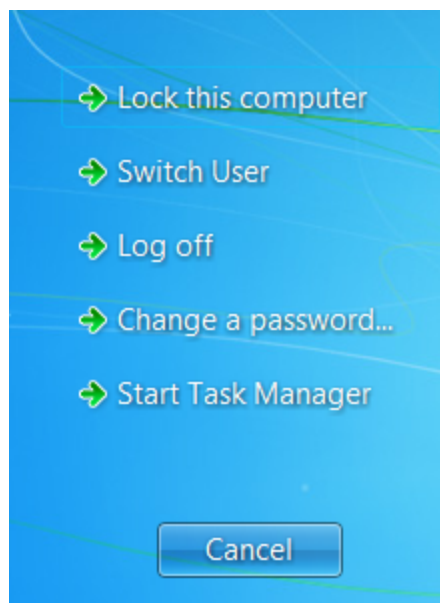 Lock this computer
Switch User
Log off
Change a password...
Start Task Manager
Cancel